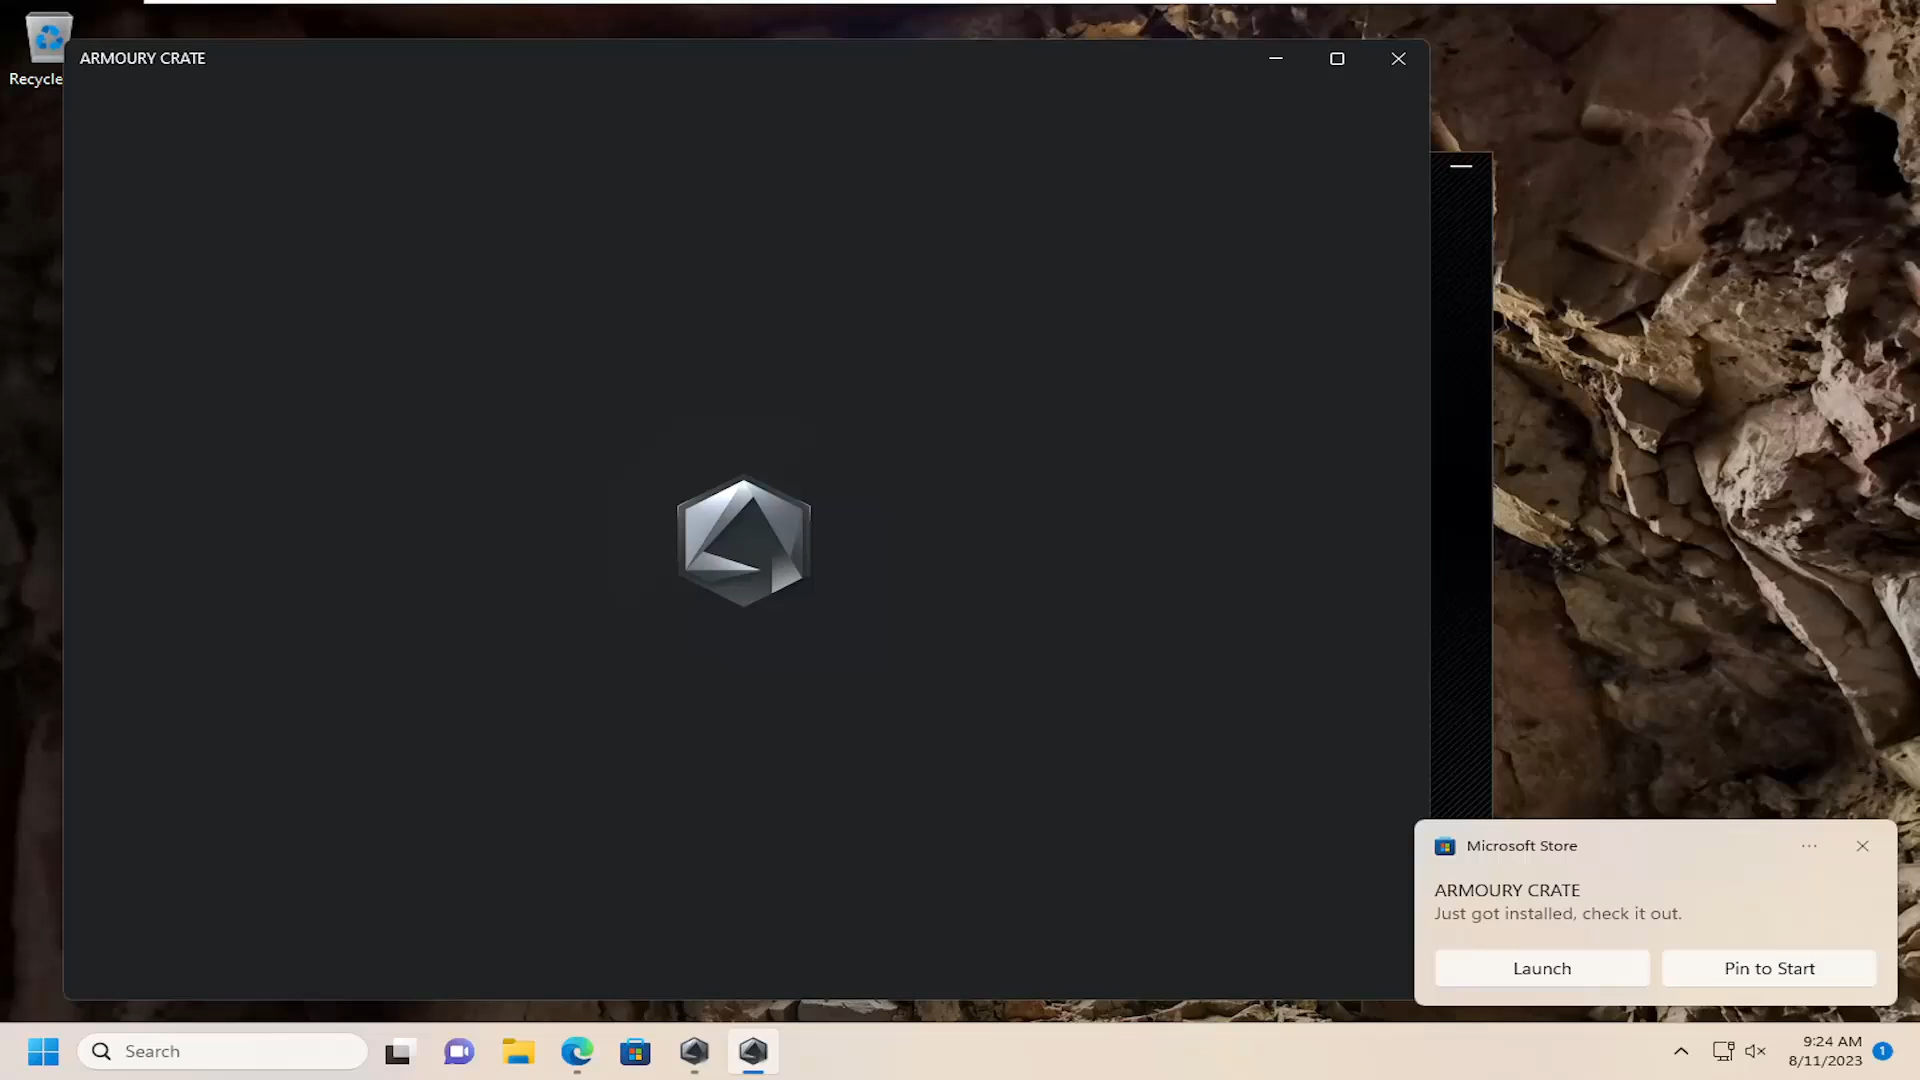 Recycle
ARMOURY CRATE
Microsoft Store
ARMOURY CRATE
Just got installed, check it out.
Launch
Pin to Start
Search
9:24 AM
8/11/2023
1